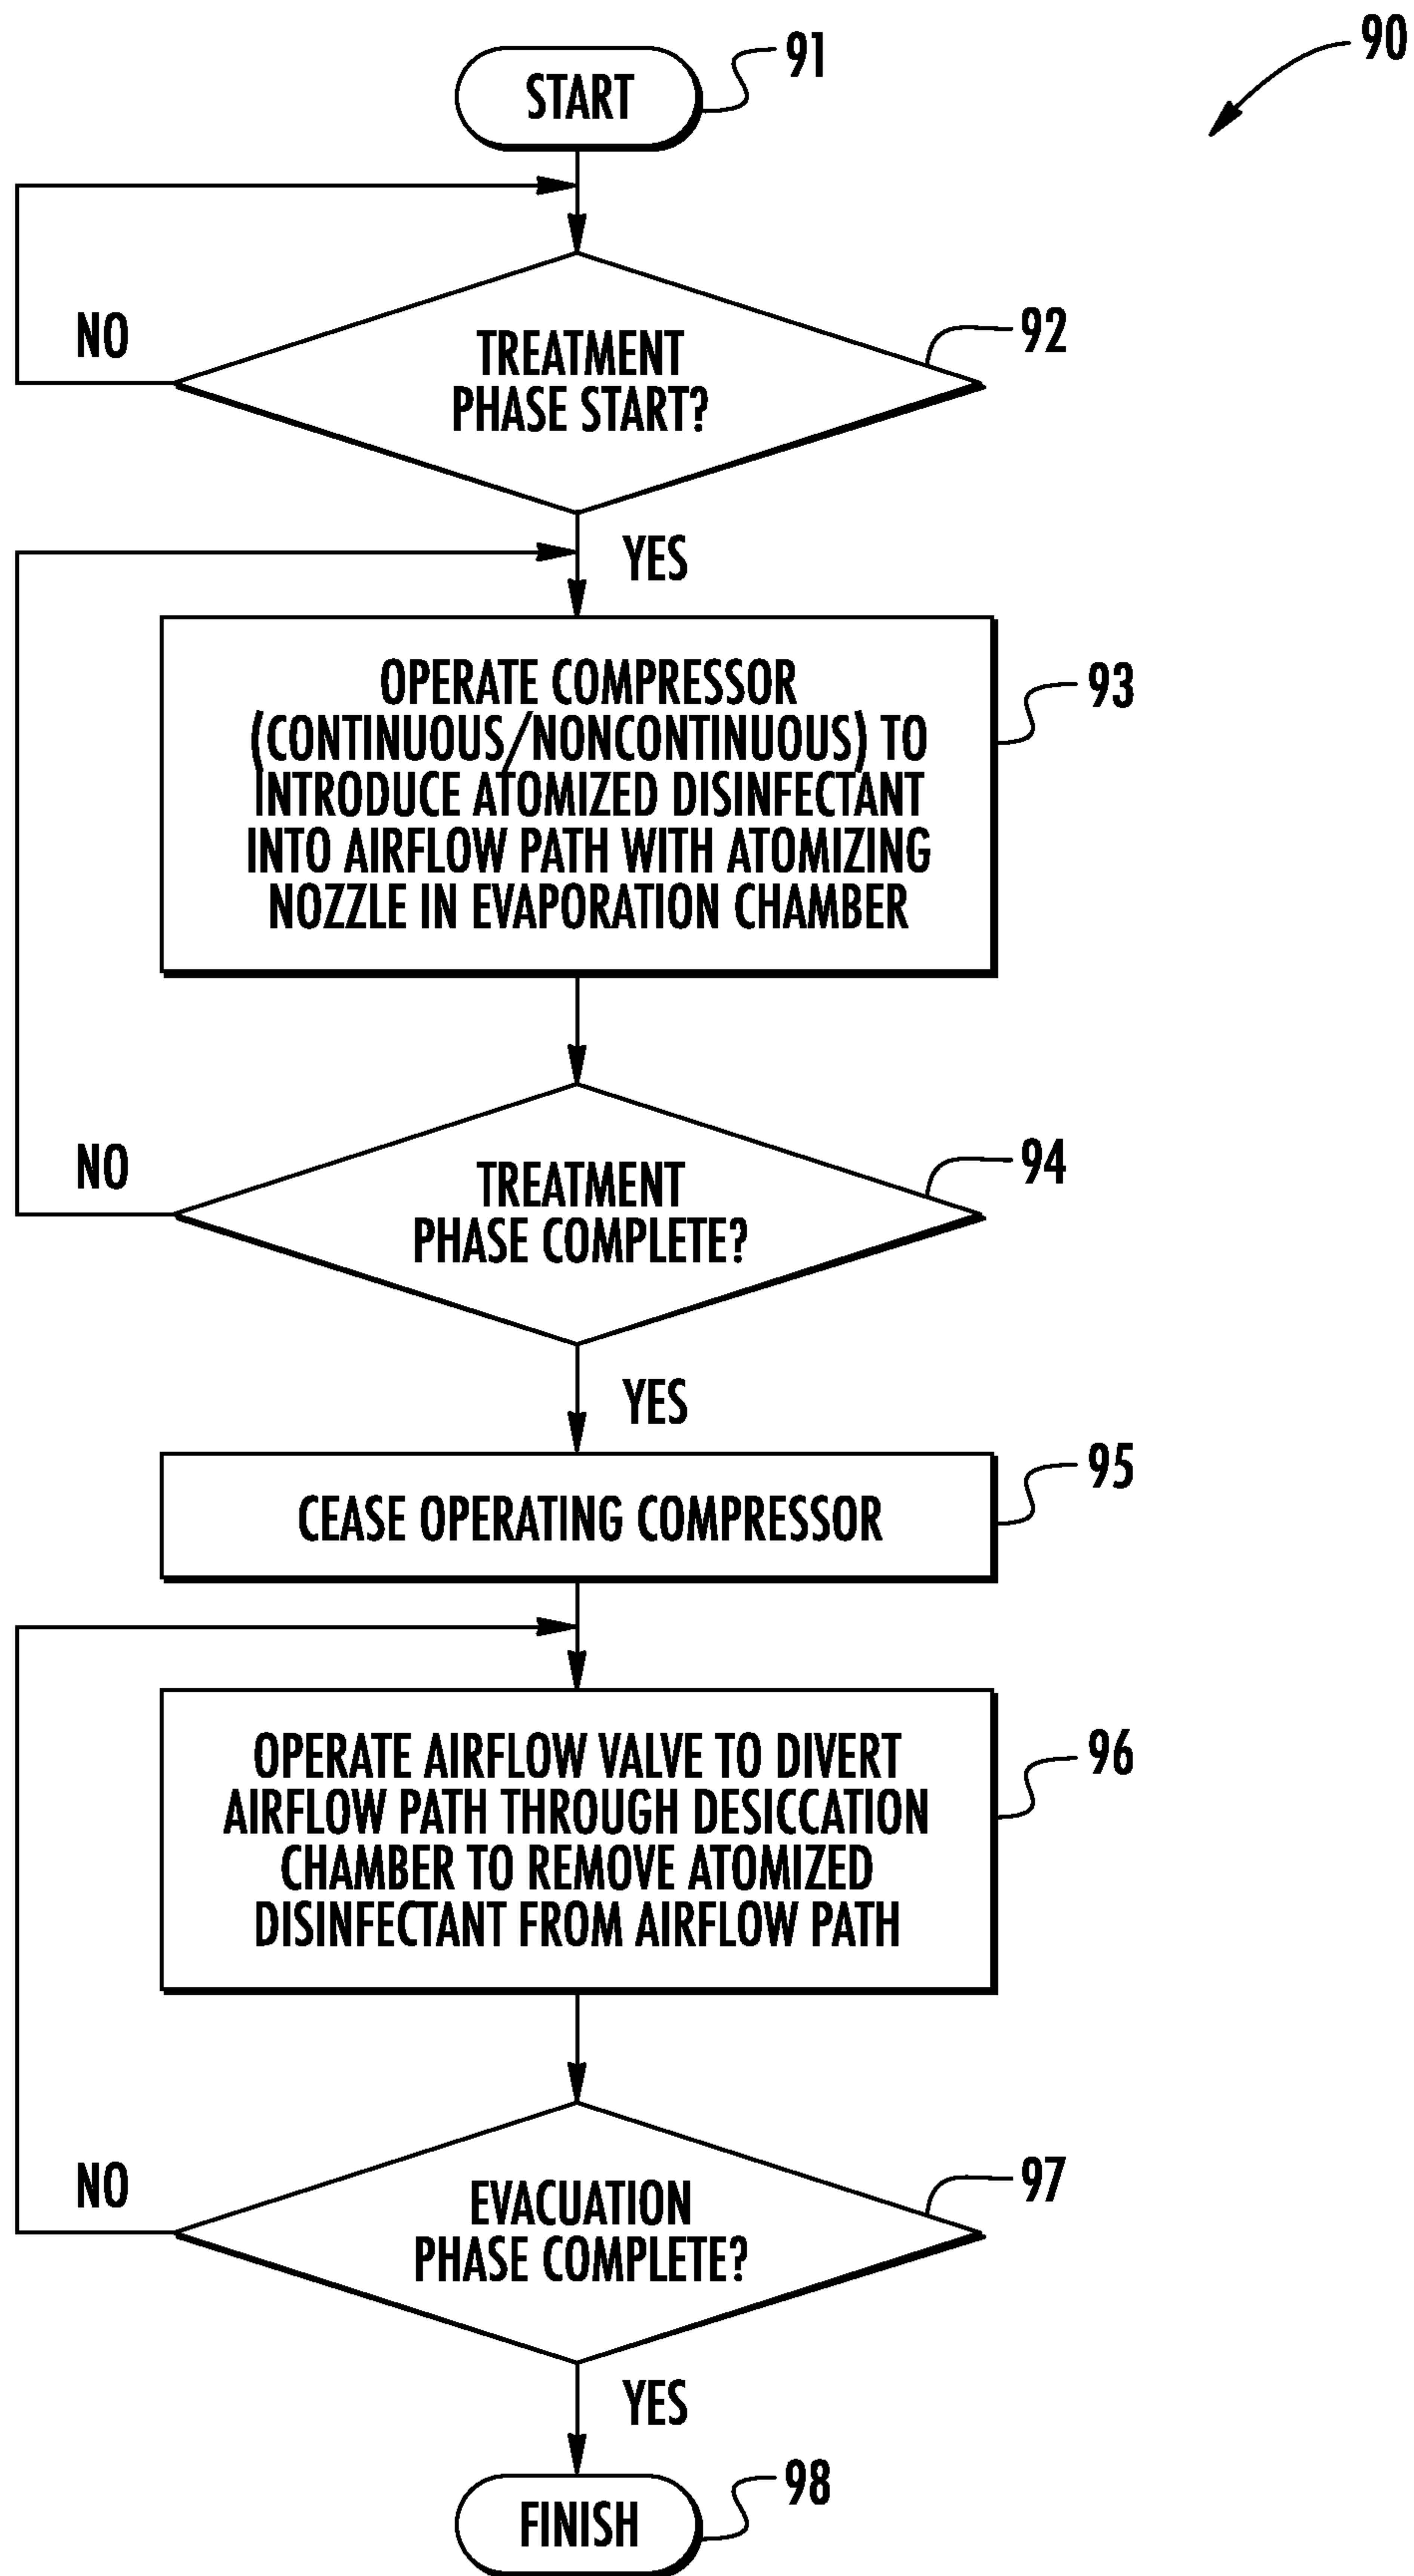 90
START
91
TREATMENT
PHASE START?
92
NO
YES
OPERATE COMPRESSOR
(CONTINUOUS/NONCONTINUOUS) TO
INTRODUCE ATOMIZED DISINFECTANT
INTO AIRFLOW PATH WITH ATOMIZING
NOZZLE IN EVAPORATION CHAMBER
93
TREATMENT
PHASE COMPLETE?
94
NO
YES
CEASE OPERATING COMPRESSOR
95
OPERATE AIRFLOW VALVE TO DIVERT
AIRFLOW PATH THROUGH DESICCATION
CHAMBER TO REMOVE ATOMIZED
DISINFECTANT FROM AIRFLOW PATH
96
EVACUATION
PHASE COMPLETE?
97
NO
YES
FINISH
98